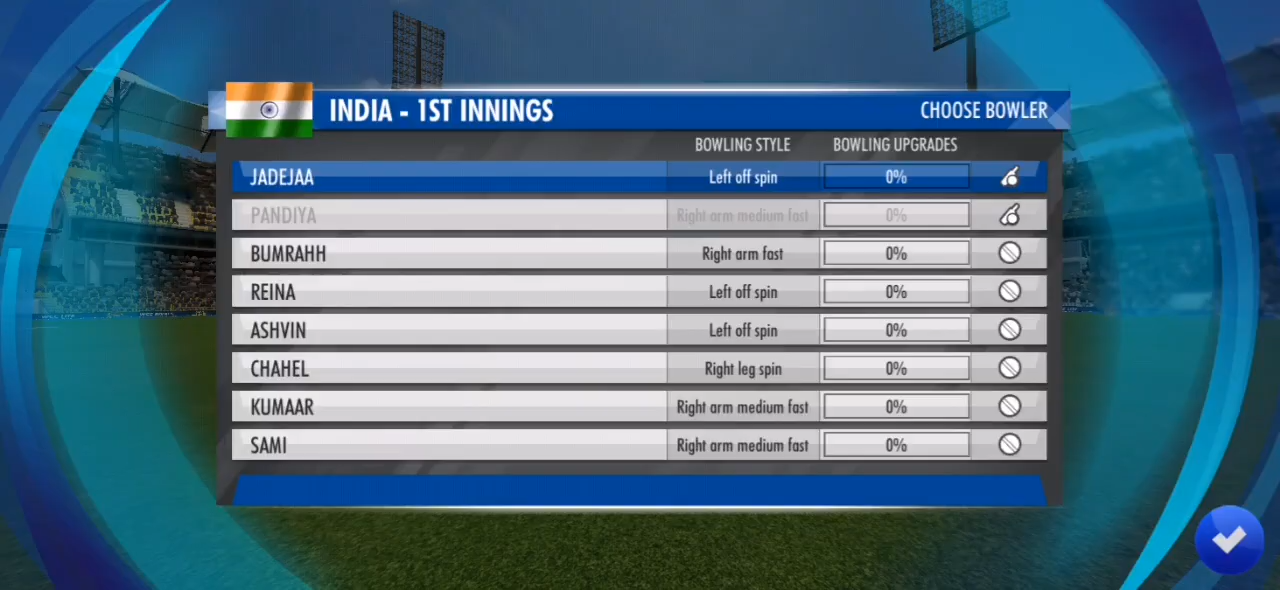 INDIA - 1ST INNINGS CHOOSE BOWLER
BOWLING STYLE BOWLING UPGRADES
JADEJAA Left off spin 0%
PANDIYA Right arm medium fast 0%
BUMRAHH Right arm fast 0%
REINA Left off spin 0%
ASHVIN Left off spin 0%
CHAHEL Right leg spin 0%
KUMAAR Right arm medium fast 0%
SAMI Right arm medium fast 0%